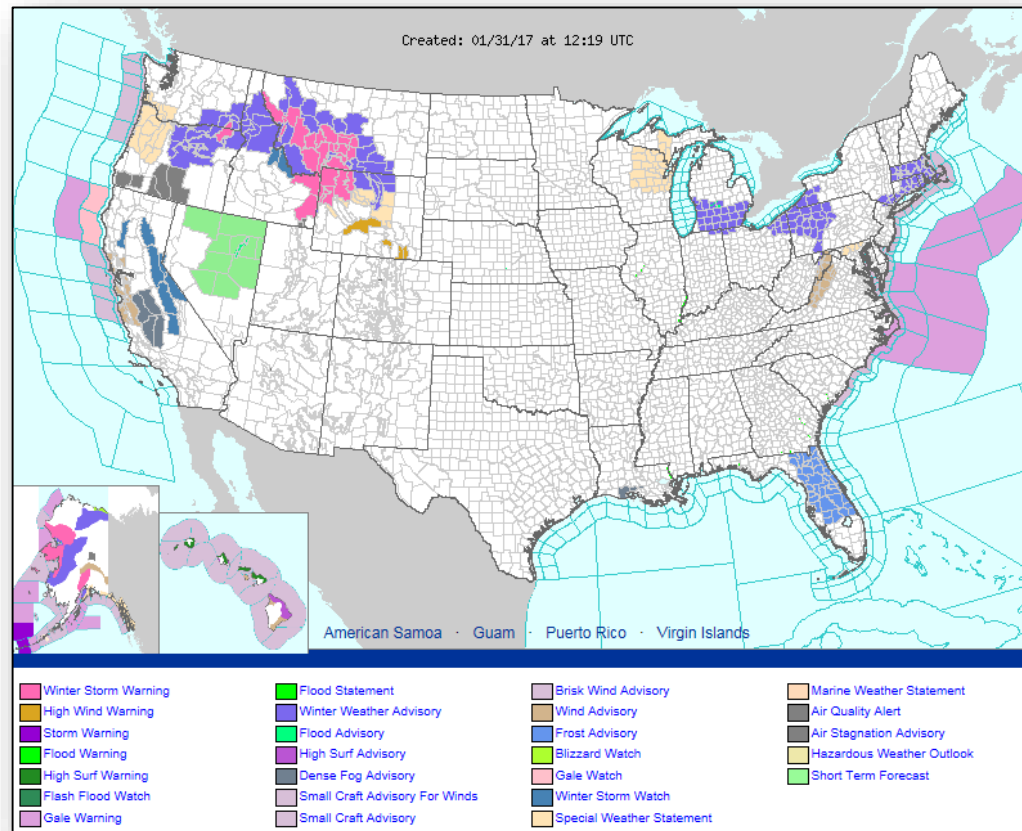 Created: 01/31/17 at 12:19 UTC
American Samoa · Guam · Puerto Rico · Virgin Islands
Winter Storm Warning
High Wind Warning
Storm Warning
Flood Warning
High Surf Warning
Flash Flood Watch
Gale Warning
Flood Statement
Winter Weather Advisory
Flood Advisory
High Surf Advisory
Dense Fog Advisory
Small Craft Advisory For Winds
Small Craft Advisory
Brisk Wind Advisory
Wind Advisory
Frost Advisory
Blizzard Watch
Gale Watch
Winter Storm Watch
Special Weather Statement
Marine Weather Statement
Air Quality Alert
Air Stagnation Advisory
Hazardous Weather Outlook
Short Term Forecast